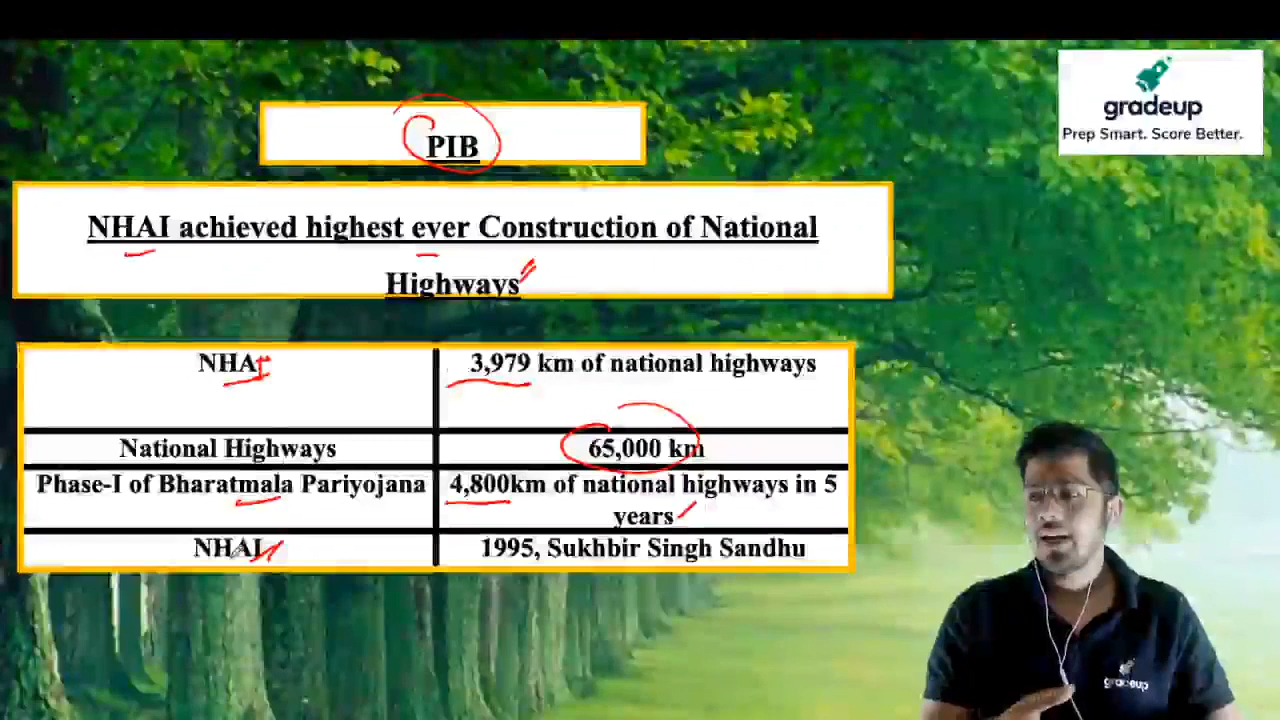 gradeup
Prep Smart. Score Better.
PIB
NHAI achieved highest ever Construction of National
Highways
NHAI 3,979 km of national highways
National Highways 65,000 km
Phase-I of Bharatmala Pariyojana 4,800km of national highways in 5
years
NHAI 1995, Sukhbir Singh Sandhu
gradeup